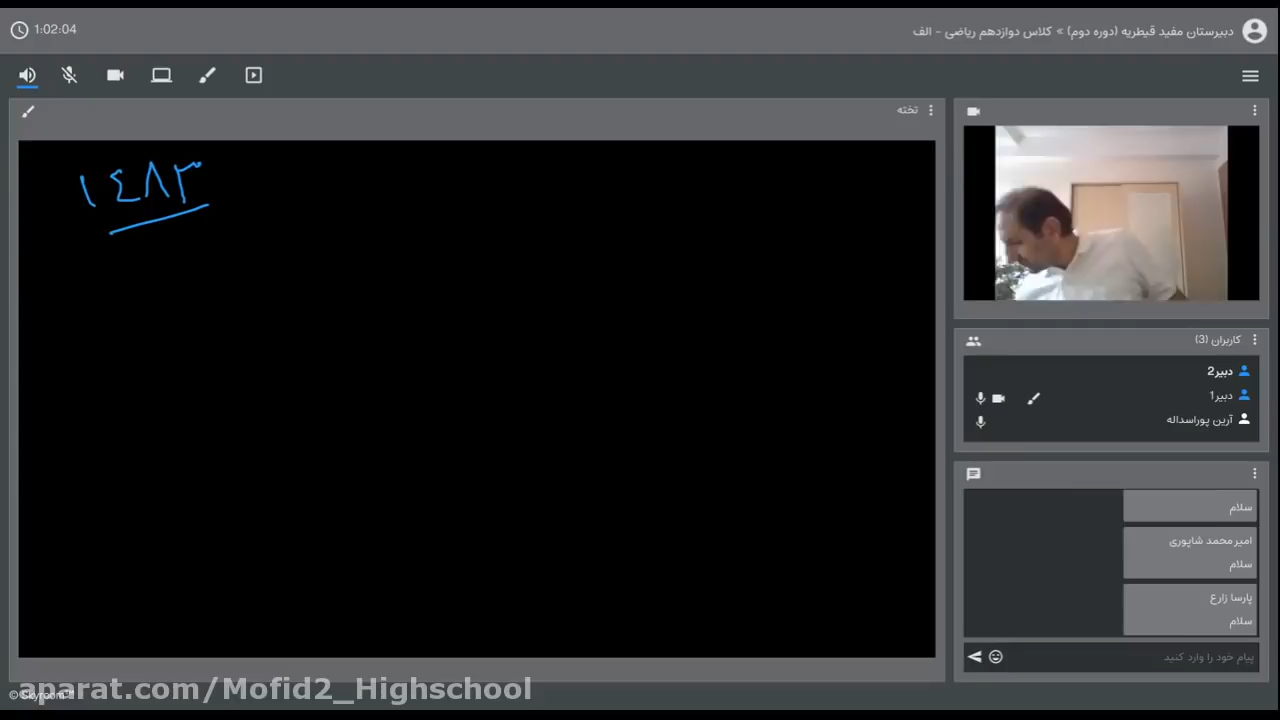 1:02:04
دبیرستان مفید قیطریه (دوره دوم) » کلاس دوازدهم ریاضی - الف
تخته
۱۴۸۳
کاربران (3)
دبیر2
دبیر1
آرین پوراسداله
سلام
امیرمحمد شاپوری
سلام
پارسا زارع
سلام
پیام خود را وارد کنید
aparat.com/Mofid2_Highschool
© Skyroom